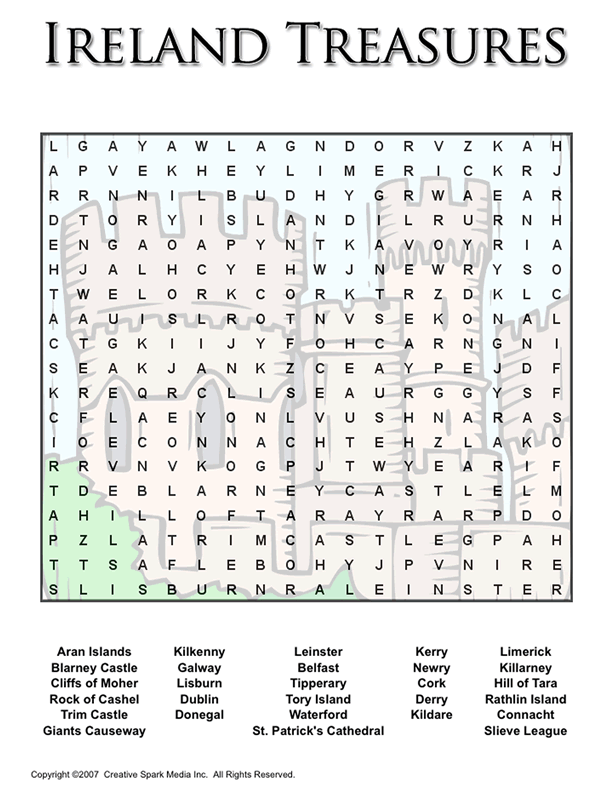 IRELAND TREASURES
L G A Y A W L A G N D O R V Z K A H
A P V E K H E Y L I M E R I C K R J
R R N N I L B U D H Y G R W A E A R
D T O R Y I S L A N D I L R U R N H
E N G A O A P Y N T K A V O Y R I A
H J A L H C Y E H W J N E W R Y S O
T W E L O R K C O R K T R Z D K L C
A A U I S L R O T N V S E K O N A L
C T G K I I J Y F O H C A R N G N I
S E A K J A N K Z C E A Y P E J D F
K R E Q R C L I S E A U R G G Y S F
C F L A E Y O N L V U S H N A R A S
I O E C O N N A C H T E H Z L A K O
R R V N V K O G P J T W Y E A R I F
T D E B L A R N E Y C A S T L E L M
A H I L L O F T A R A Y R A R P D O
P Z L A T R I M C A S T L E G P A H
T T S A F L E B O H Y J P V N I R E
S L I S B U R N R A L E I N S T E R
Aran Islands Kilkenny Leinster Kerry Limerick
Blarney Castle Galway Belfast Newry Killarney
Cliffs of Moher Lisburn Tipperary Cork Hill of Tara
Rock of Cashel Dublin Tory Island Derry Rathlin Island
Trim Castle Donegal Waterford Kildare Connacht
Giants Causeway St. Patrick's Cathedral Slieve League
Copyright ©2007 Creative Spark Media Inc. All Rights Reserved.